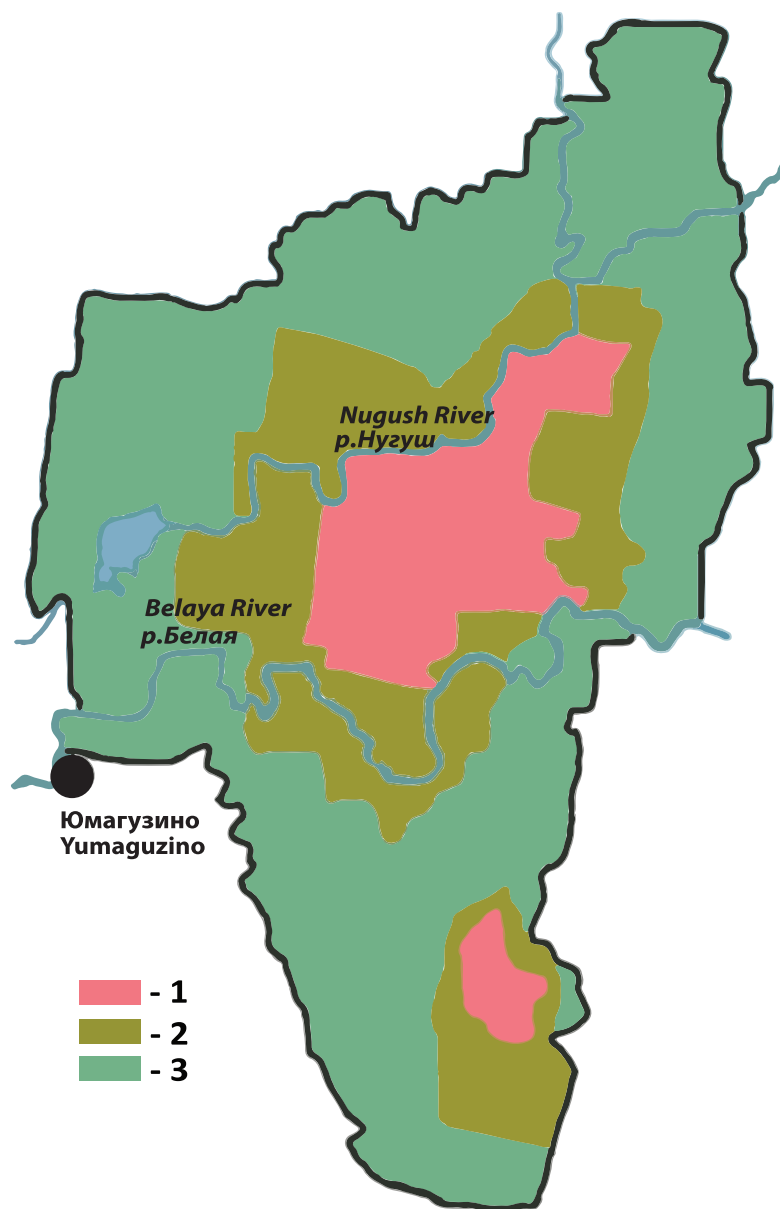 Nugush River
р.Нугуш
Belaya River
р.Белая
Юмагузино
Yumaguzino
- 1
- 2
- 3